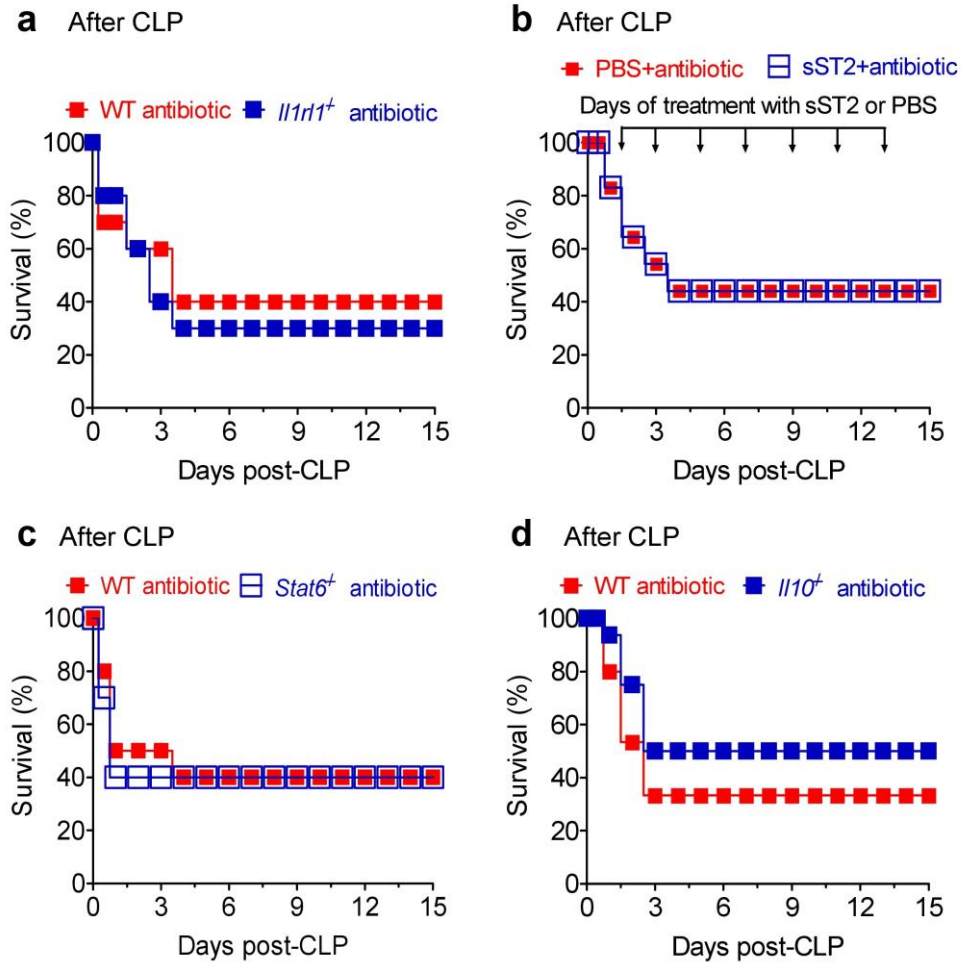 a After CLP
WT antibiotic Il1rl1-/- antibiotic
Survival (%)
100
80
60
40
20
0
0 3 6 9 12 15
Days post-CLP
b After CLP
PBS+antibiotic sST2+antibiotic
Days of treatment with sST2 or PBS
Survival (%)
100
80
60
40
20
0
0 3 6 9 12 15
Days post-CLP
c After CLP
WT antibiotic Stat6-/- antibiotic
Survival (%)
100
80
60
40
20
0
0 3 6 9 12 15
Days post-CLP
d After CLP
WT antibiotic Il10-/- antibiotic
Survival (%)
100
80
60
40
20
0
0 3 6 9 12 15
Days post-CLP